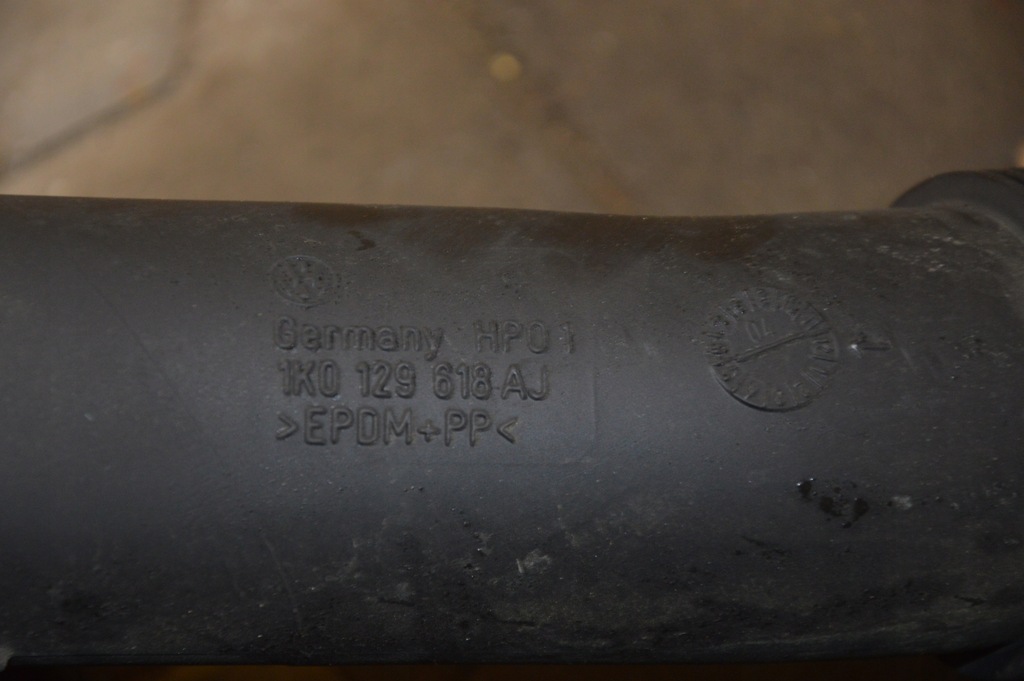 Germany HPO 1
1K0 129 618 AJ
>EPDM+PP<